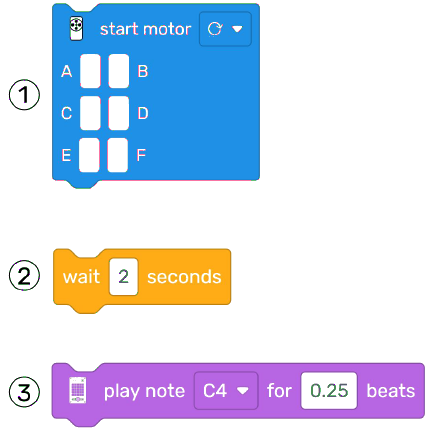 ① start motor
A B
C D
E F
② wait 2 seconds
③ play note C4 for 0.25 beats